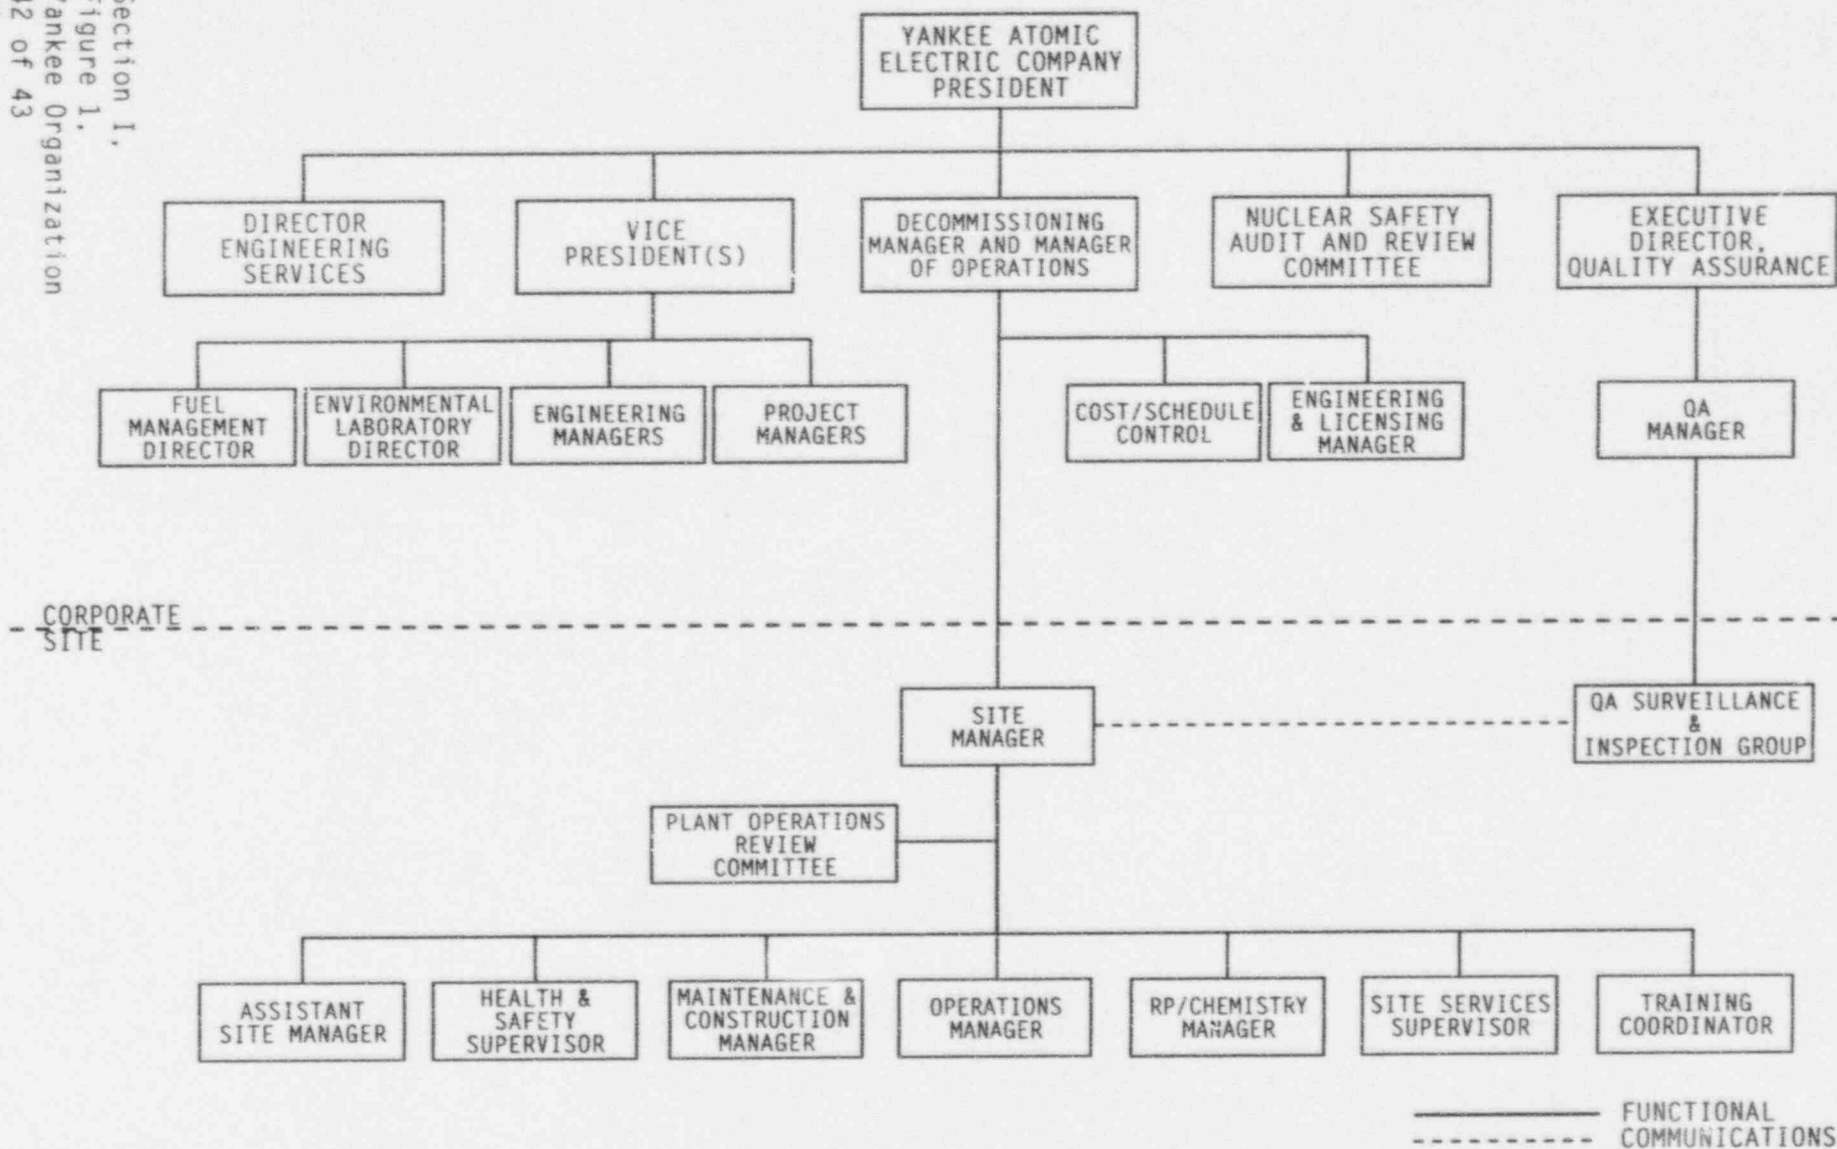 Section I,
Figure 1,
Yankee Organization
42 of 43
YANKEE ATOMIC
ELECTRIC COMPANY
PRESIDENT
DIRECTOR
ENGINEERING
SERVICES
VICE
PRESIDENT(S)
DECOMMISSIONING
MANAGER AND MANAGER
OF OPERATIONS
NUCLEAR SAFETY
AUDIT AND REVIEW
COMMITTEE
EXECUTIVE
DIRECTOR,
QUALITY ASSURANCE
FUEL
MANAGEMENT
DIRECTOR
ENVIRONMENTAL
LABORATORY
DIRECTOR
ENGINEERING
MANAGERS
PROJECT
MANAGERS
COST/SCHEDULE
CONTROL
ENGINEERING
& LICENSING
MANAGER
QA
MANAGER
CORPORATE
SITE
SITE
MANAGER
QA SURVEILLANCE
&
INSPECTION GROUP
PLANT OPERATIONS
REVIEW
COMMITTEE
ASSISTANT
SITE MANAGER
HEALTH &
SAFETY
SUPERVISOR
MAINTENANCE &
CONSTRUCTION
MANAGER
OPERATIONS
MANAGER
RP/CHEMISTRY
MANAGER
SITE SERVICES
SUPERVISOR
TRAINING
COORDINATOR
FUNCTIONAL
COMMUNICATIONS